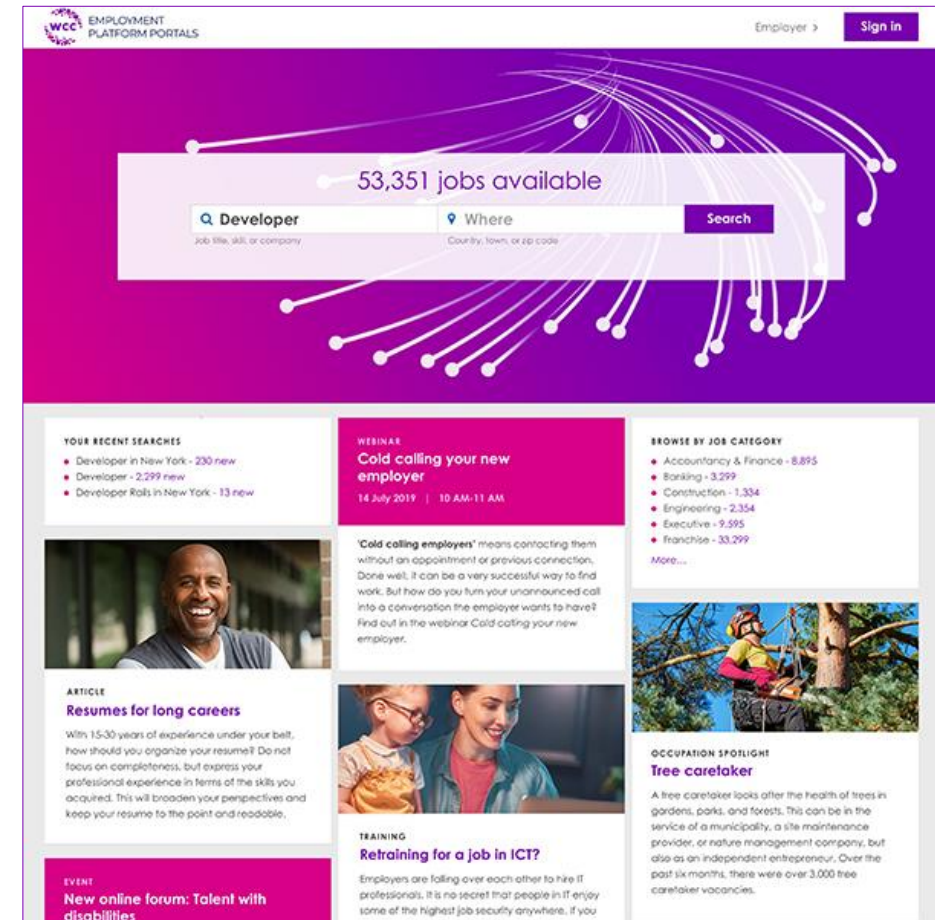 wcc EMPLOYMENT
PLATFORM PORTALS
Employer >
Sign in
53,351 jobs available
Developer
Where
Search
Job title, skill, or company
Country, town, or zip code
YOUR RECENT SEARCHES
• Developer in New York - 230 new
• Developer - 2,299 new
• Developer Rails in New York - 13 new
ARTICLE
Resumes for long careers
With 15-30 years of experience under your belt,
how should you organize your resume? Do not
focus on completeness, but express your
professional experience in terms of the skills you
acquired. This will broaden your perspectives and
keep your resume to the point and readable.
EVENT
New online forum: Talent with
disabilities
WEBINAR
Cold calling your new
employer
14 July 2019 | 10 AM-11 AM
'Cold calling employers' means contacting them
without an appointment or previous connection.
Done well, it can be a very successful way to find
work. But how do you turn your unannounced call
into a conversation the employer wants to have?
Find out in the webinar Cold cating your new
employer.
TRAINING
Retraining for a job in ICT?
Employers are falling over each other to hire IT
professionals. It is no secret that people in IT enjoy
some of the highest job security anywhere. If you
BROWSE BY JOB CATEGORY
• Accountancy & Finance - 8,895
• Banking - 3,299
• Construction - 1,334
• Engineering - 2,354
• Executive - 9,595
• Franchise - 33,299
More....
OCCUPATION SPOTLIGHT
Tree caretaker
A tree caretaker looks after the health of trees in
gardens, parks, and forests. This can be in the
service of a municipality, a site maintenance
provider, or nature management company, but
also as an independent entrepreneur. Over the
past six months, there were over 3,000 tree
caretaker vacancies.